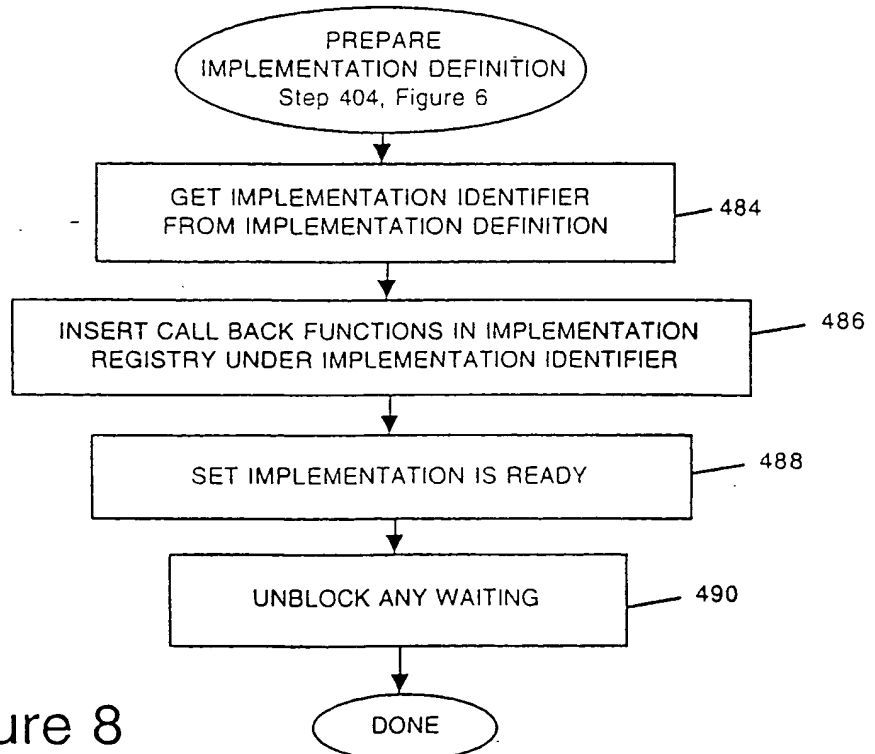 PREPARE
IMPLEMENTATION DEFINITION
Step 404, Figure 6
GET IMPLEMENTATION IDENTIFIER
FROM IMPLEMENTATION DEFINITION
484
INSERT CALL BACK FUNCTIONS IN IMPLEMENTATION
REGISTRY UNDER IMPLEMENTATION IDENTIFIER
486
SET IMPLEMENTATION IS READY
488
UNBLOCK ANY WAITING
490
DONE
ure 8